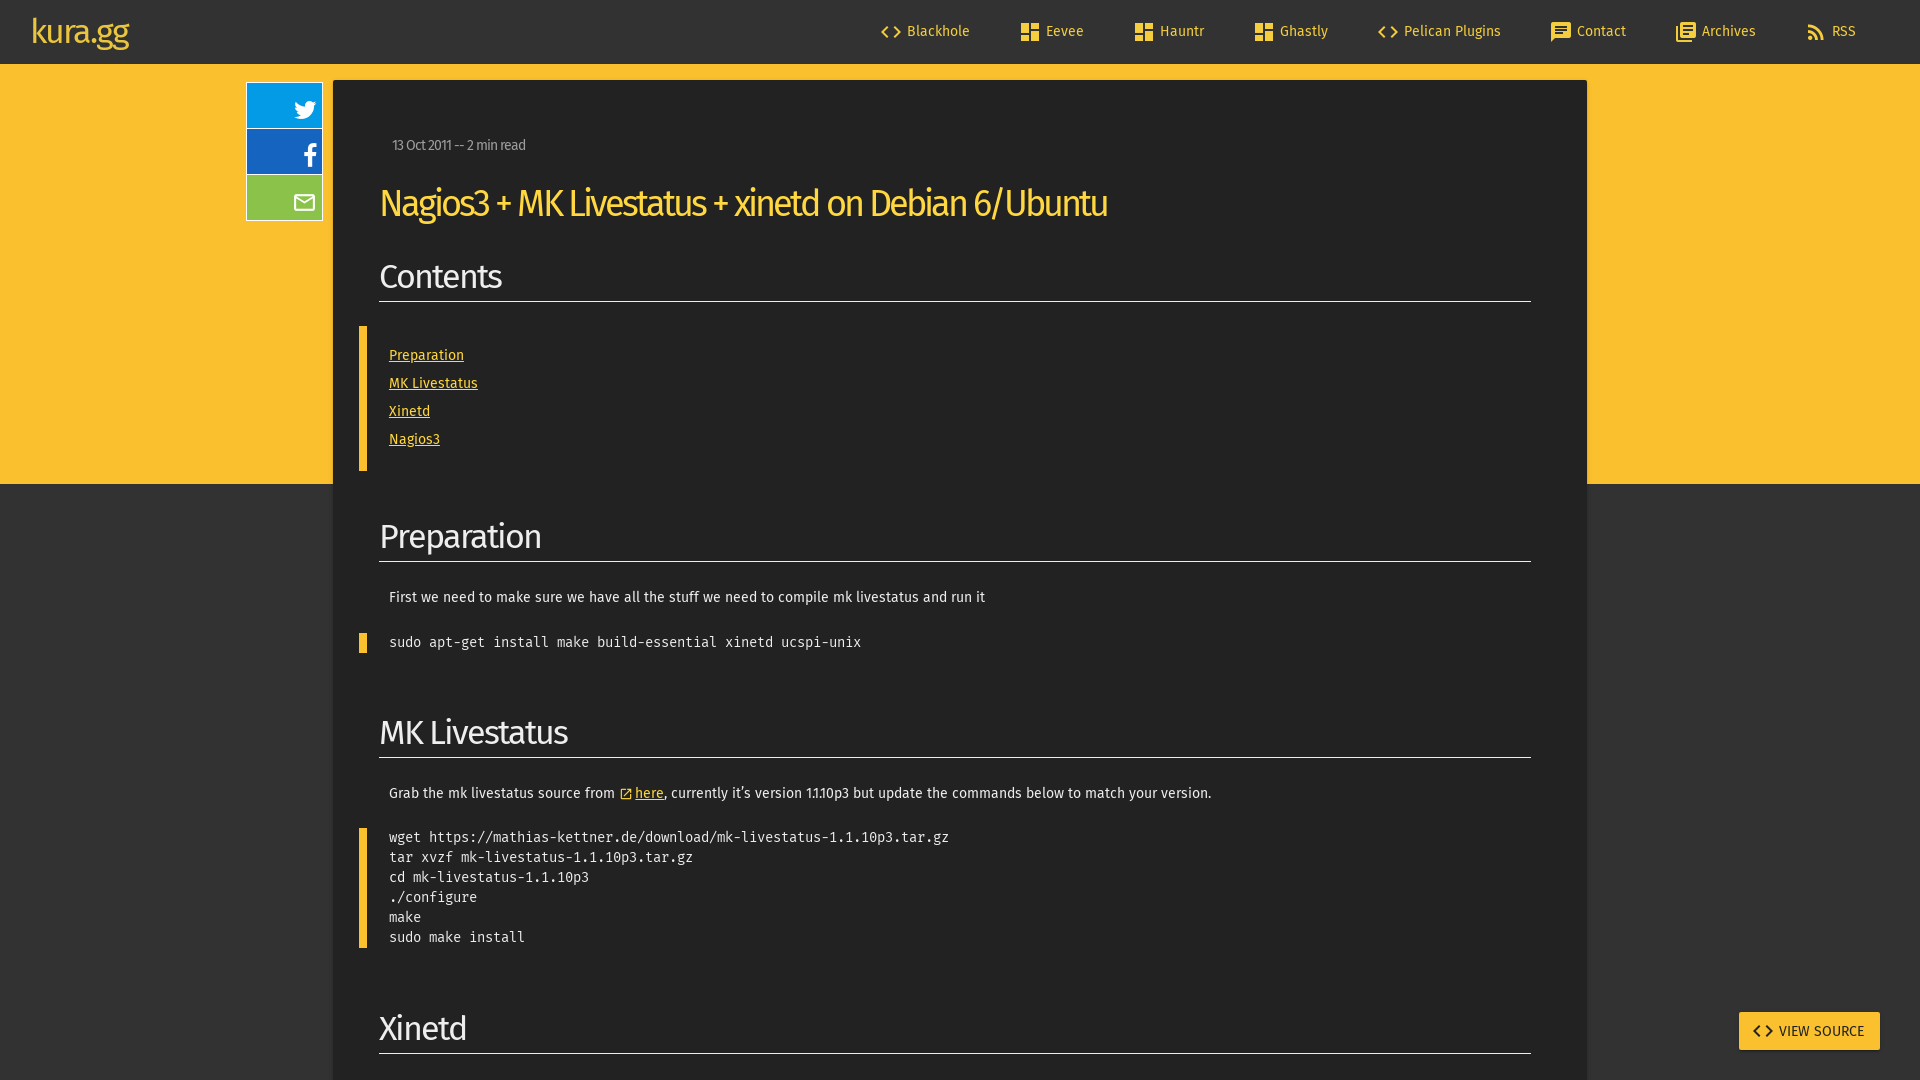 kura.gg
Blackhole
Eevee
Hauntr
Ghastly
Pelican Plugins
Contact
Archives
RSS
13 Oct 2011 -- 2 min read
Nagios3 + MK Livestatus + xinetd on Debian 6/Ubuntu
Contents
Preparation
MK Livestatus
Xinetd
Nagios3
Preparation
First we need to make sure we have all the stuff we need to compile mk livestatus and run it
sudo apt-get install make build-essential xinetd ucspi-unix
MK Livestatus
Grab the mk livestatus source from here, currently it’s version 1.1.10p3 but update the commands below to match your version.
wget https://mathias-kettner.de/download/mk-livestatus-1.1.10p3.tar.gz
tar xvzf mk-livestatus-1.1.10p3.tar.gz
cd mk-livestatus-1.1.10p3
./configure
make
sudo make install
Xinetd
VIEW SOURCE